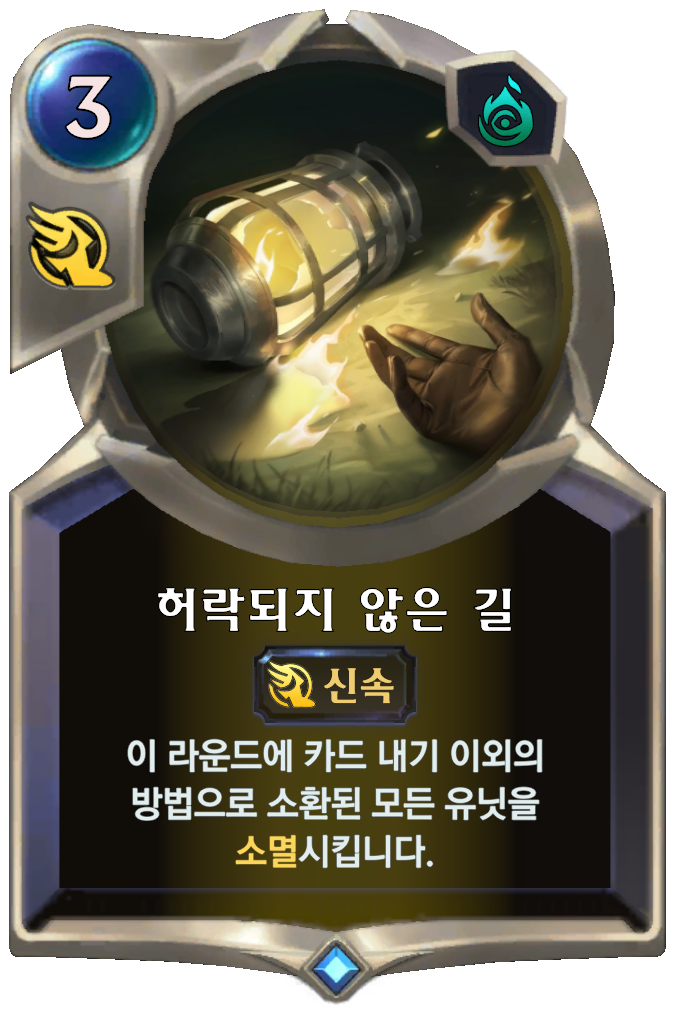 3
허락되지 않은 길
신속
이 라운드에 카드 내기 이외의
방법으로 소환된 모든 유닛을
소멸시킵니다.